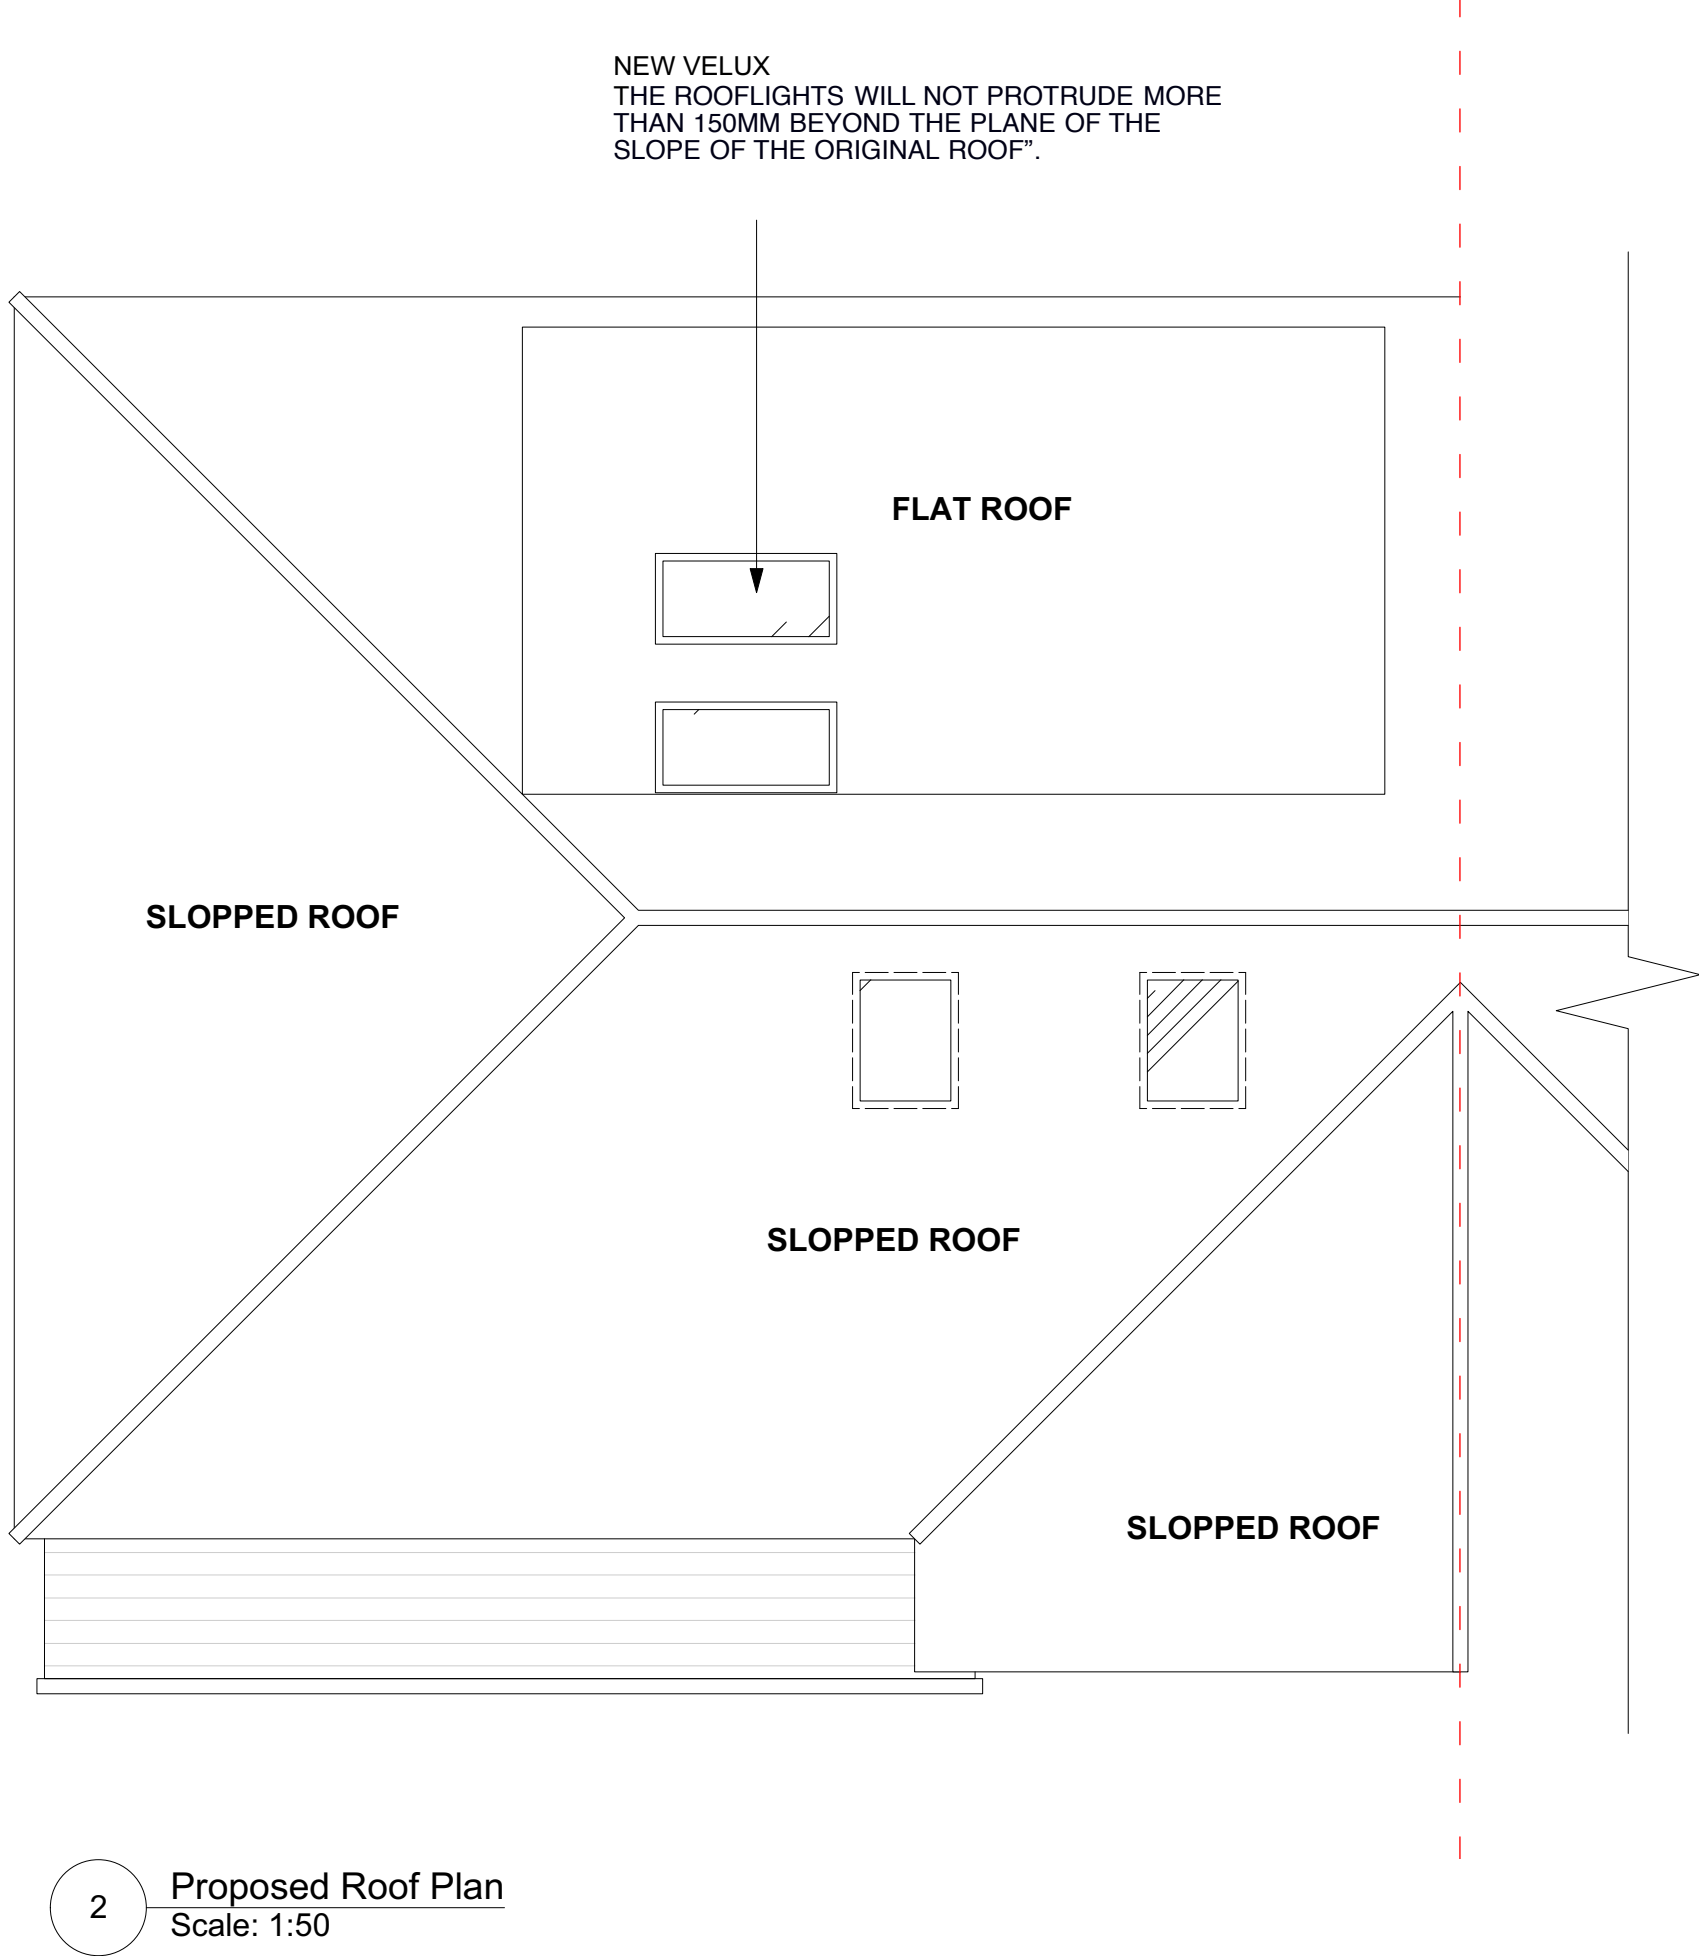 NEW VELUX
THE ROOFLIGHTS WILL NOT PROTRUDE MORE
THAN 150MM BEYOND THE PLANE OF THE
SLOPE OF THE ORIGINAL ROOF”.
FLAT ROOF
SLOPPED ROOF
SLOPPED ROOF
SLOPPED ROOF
2
Proposed Roof Plan
Scale: 1:50